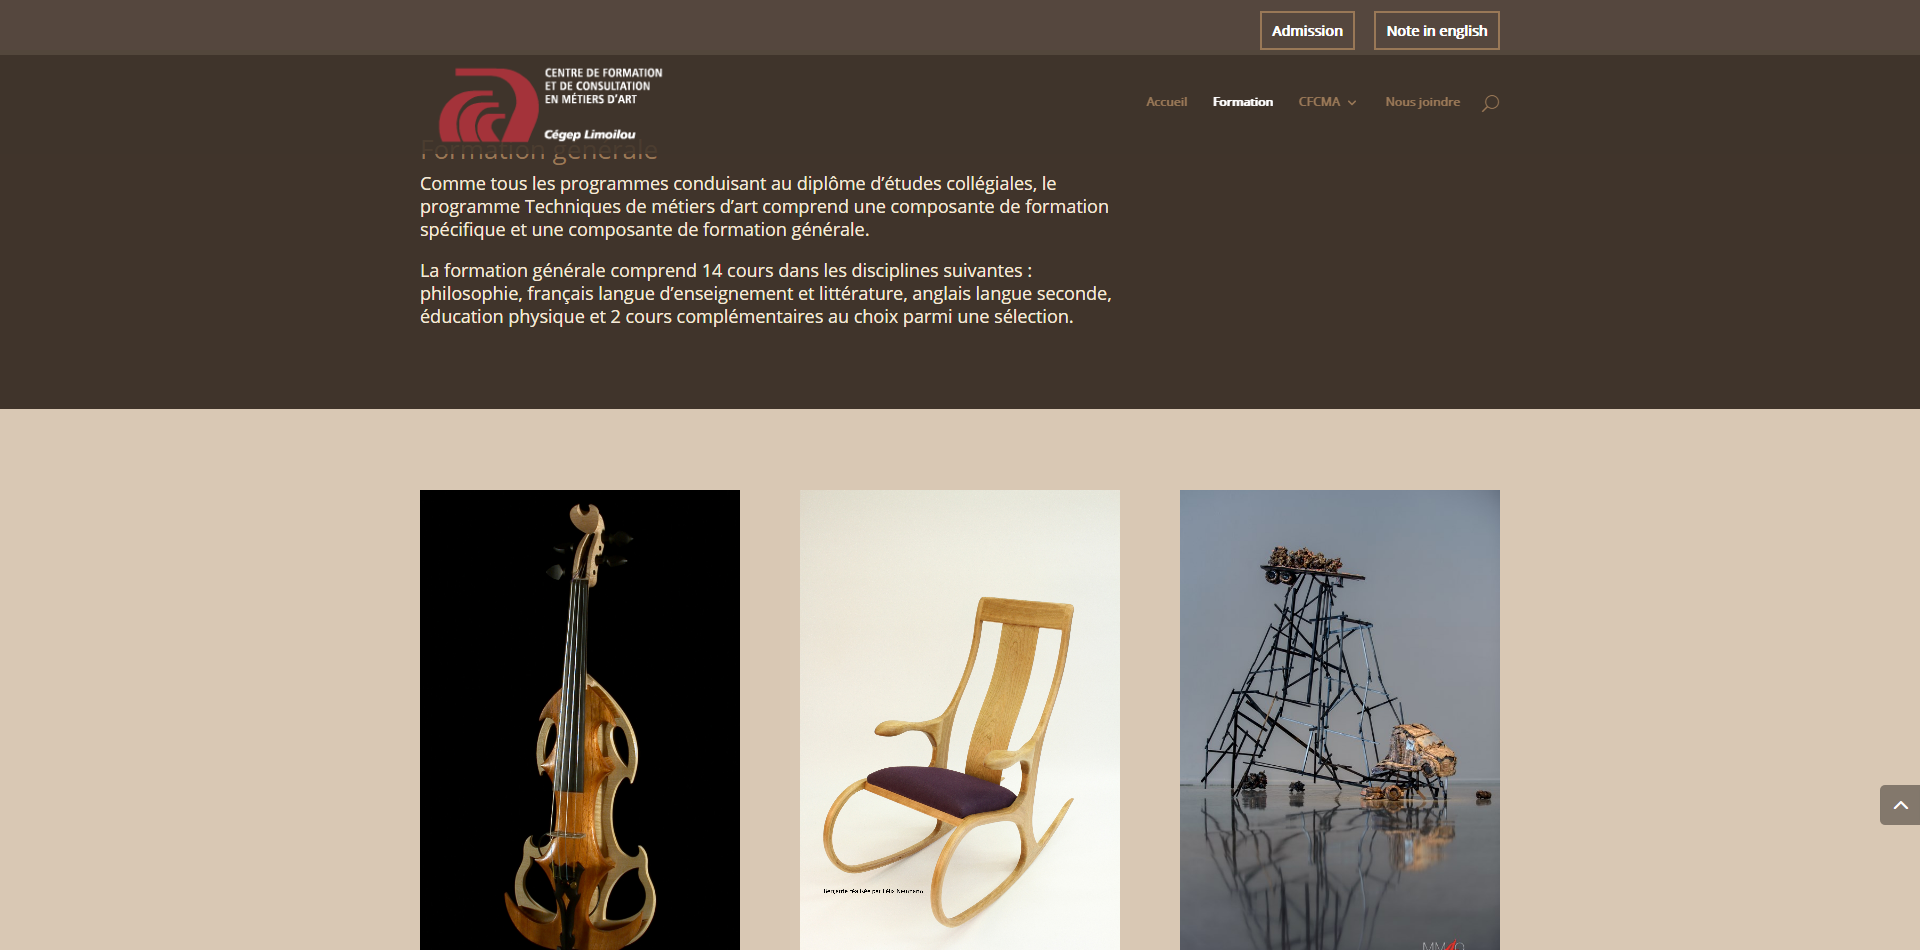 Admission
Note in english
CENTRE DE FORMATION
ET DE CONSULTATION
EN MÉTIERS D'ART
Cégep Limoilou
Accueil
Formation
CFCMA
Nous joindre
Formation générale
Comme tous les programmes conduisant au diplôme d’études collégiales, le
programme Techniques de métiers d’art comprend une composante de formation
spécifique et une composante de formation générale.
La formation générale comprend 14 cours dans les disciplines suivantes :
philosophie, français langue d’enseignement et littérature, anglais langue seconde,
éducation physique et 2 cours complémentaires au choix parmi une sélection.